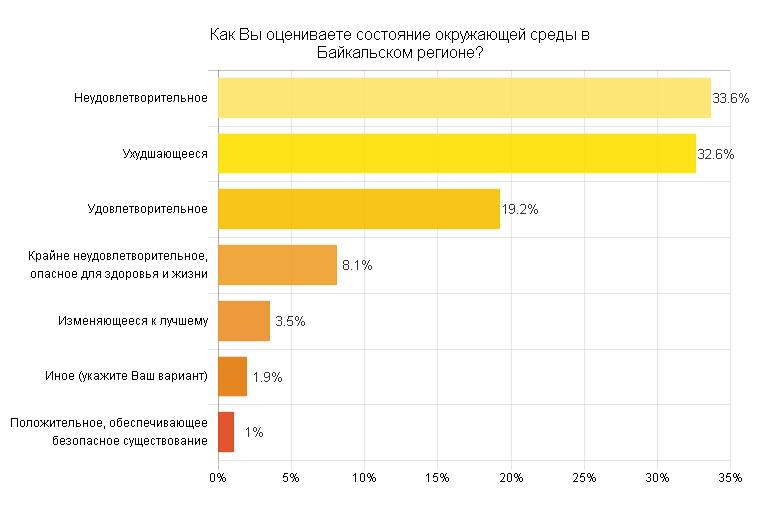 Как Вы оцениваете состояние окружающей среды в
Байкальском регионе?
Неудовлетворительное
33.6%
Ухудшающееся
32.6%
Удовлетворительное
19.2%
Крайне неудовлетворительное,
опасное для здоровья и жизни
8.1%
Изменяющееся к лучшему
3.5%
Иное (укажите Ваш вариант)
1.9%
Положительное, обеспечивающее
безопасное существование
1%
0% 5% 10% 15% 20% 25% 30% 35%